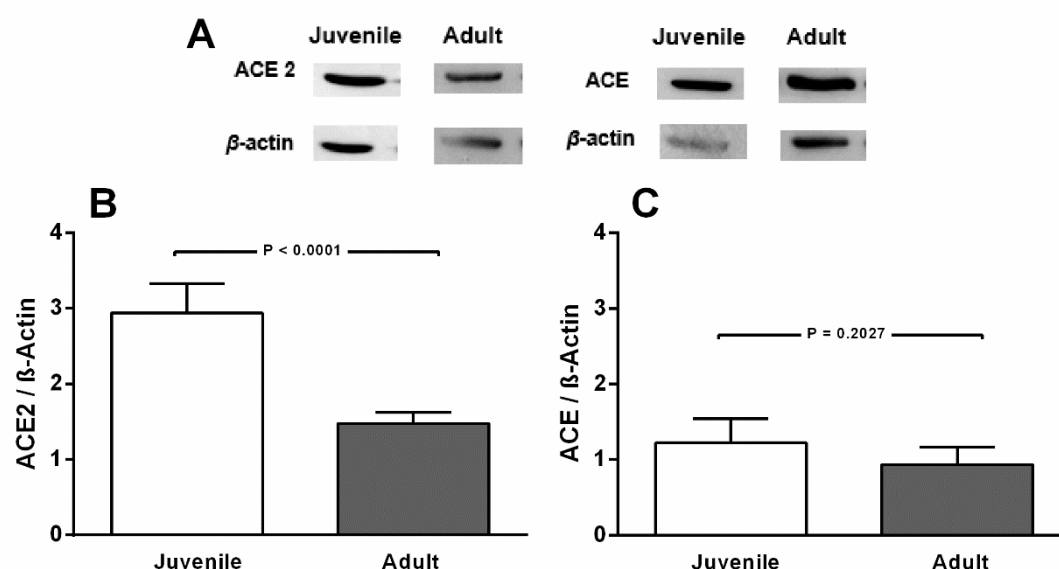 A
Juvenile Adult
ACE 2
β-actin
Juvenile Adult
ACE
β-actin
B
4
3
2
1
0
ACE2 / ß-Actin
P < 0.0001
Juvenile Adult
C
4
3
2
1
0
ACE / ß-Actin
P = 0.2027
Juvenile Adult